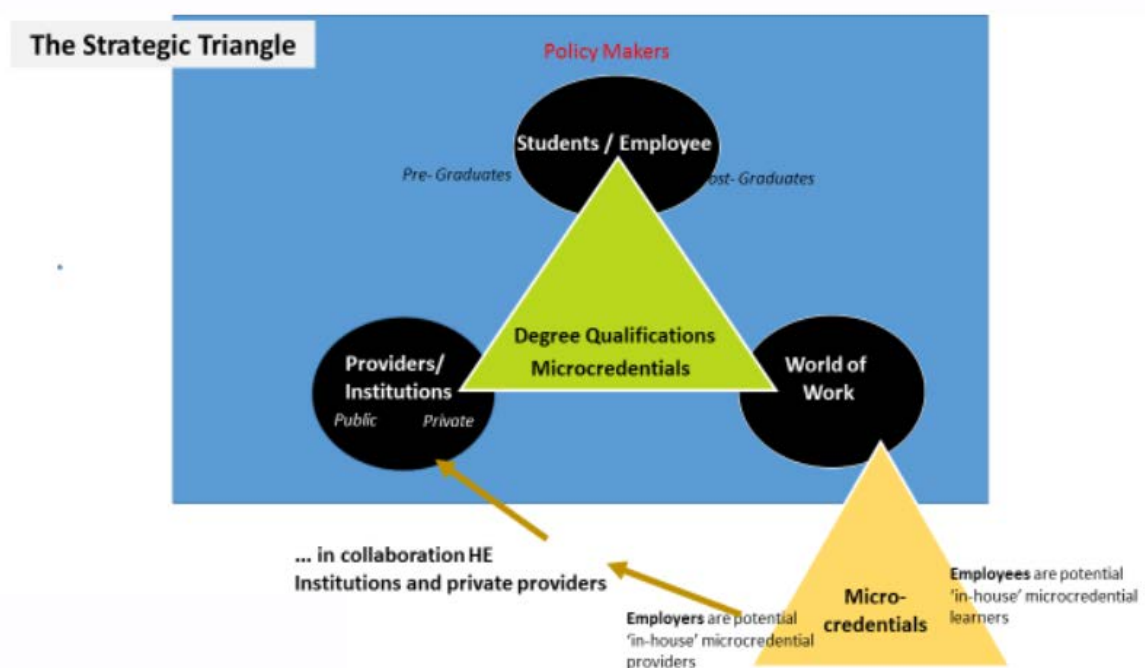 The Strategic Triangle
Policy Makers
Students / Employee
Pre- Graduates
ost- Graduates
Degree Qualifications
Microcredentials
Providers/
Institutions
Public Private
World of
Work
... in collaboration HE
Institutions and private providers
Micro-
credentials
Employers are potential
'in-house' microcredential
providers
Employees are potential
'in-house' microcredential
learners